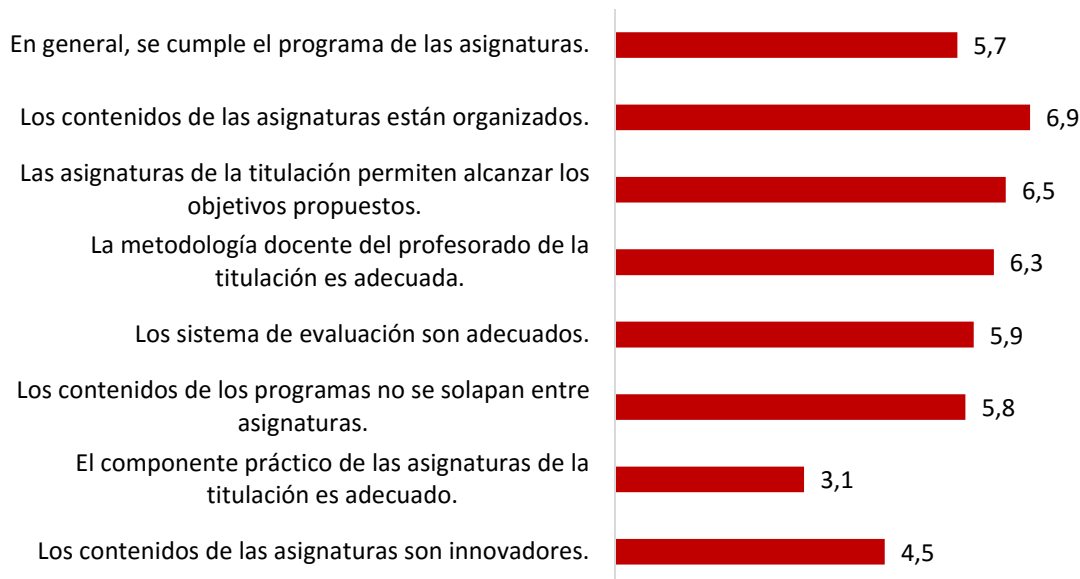 En general, se cumple el programa de las asignaturas.
5,7
Los contenidos de las asignaturas están organizados.
6,9
Las asignaturas de la titulación permiten alcanzar los
objetivos propuestos.
6,5
La metodología docente del profesorado de la
titulación es adecuada.
6,3
Los sistema de evaluación son adecuados.
5,9
Los contenidos de los programas no se solapan entre
asignaturas.
5,8
El componente práctico de las asignaturas de la
titulación es adecuado.
3,1
Los contenidos de las asignaturas son innovadores.
4,5